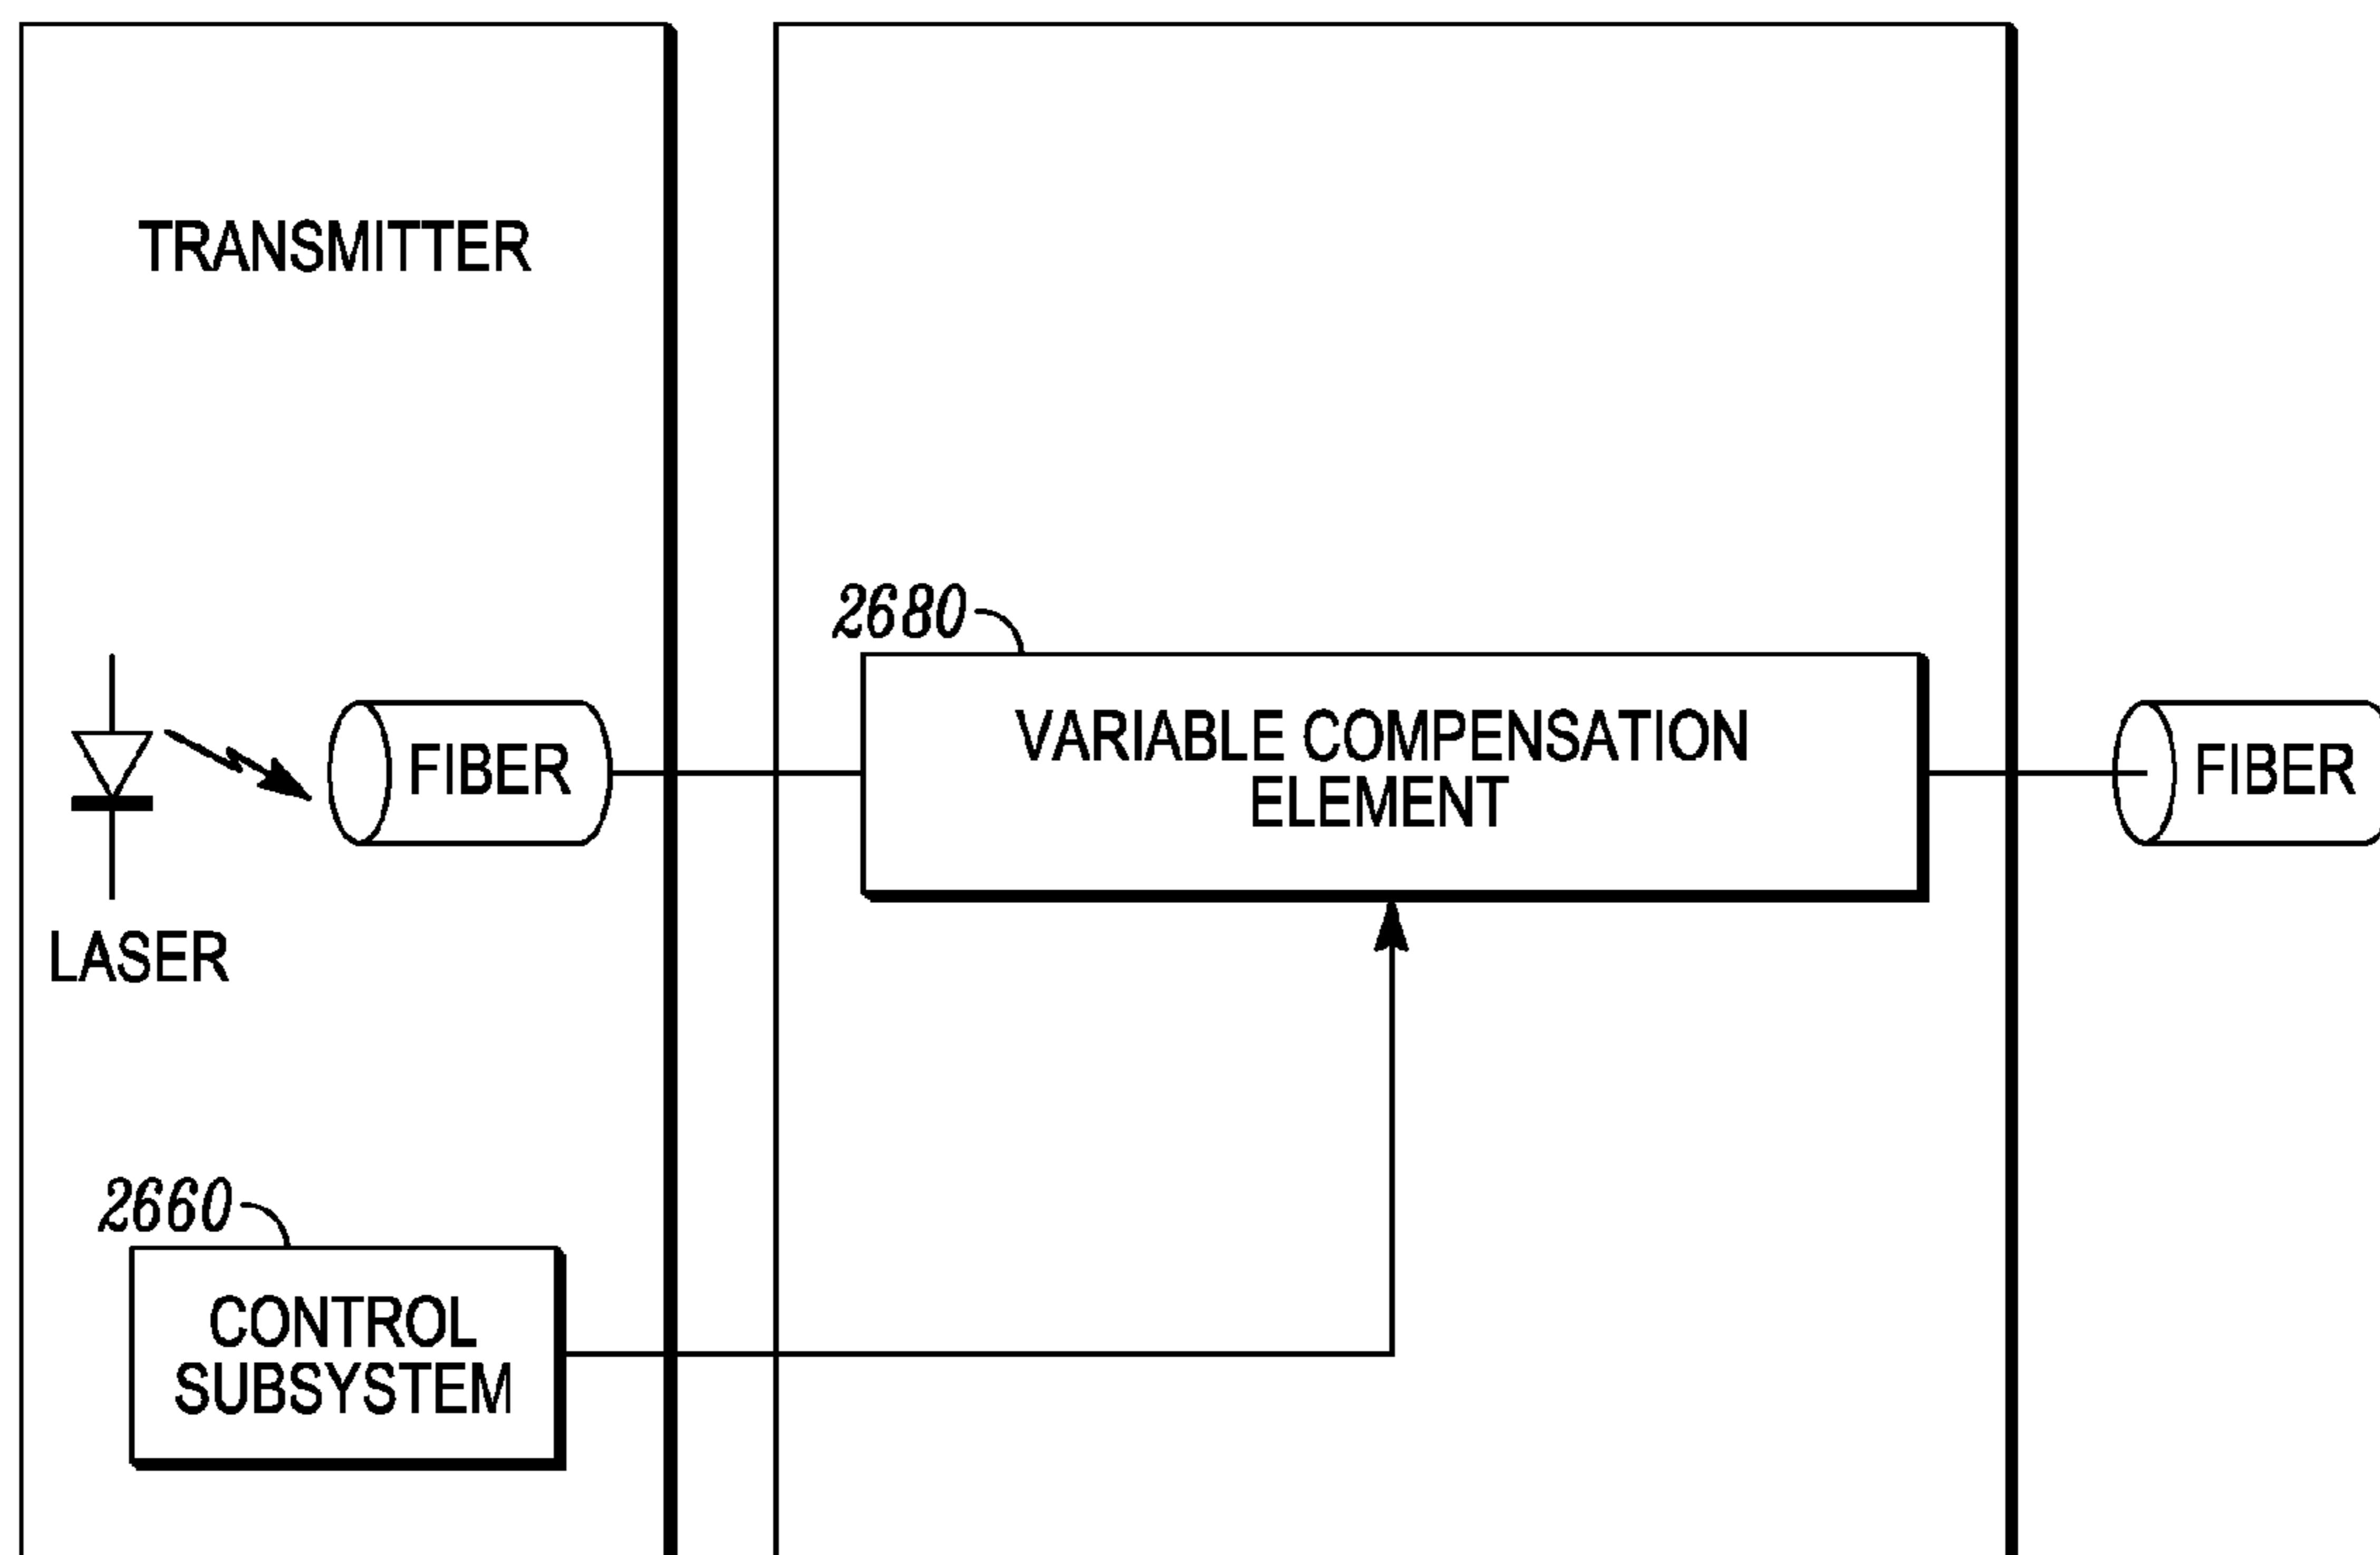 TRANSMITTER
2680
VARIABLE COMPENSATION
ELEMENT
FIBER
FIBER
LASER
2660
CONTROL
SUBSYSTEM